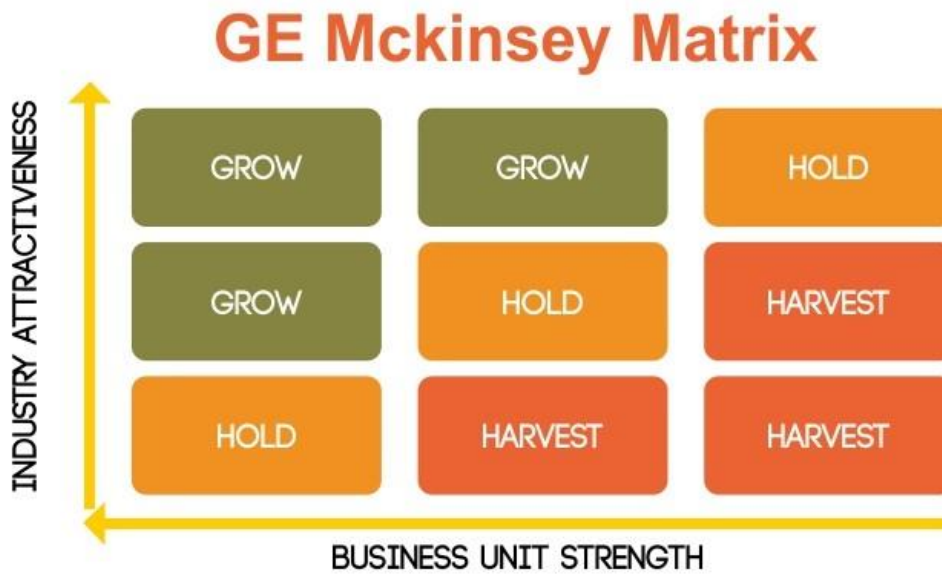 GE Mckinsey Matrix
INDUSTRY ATTRACTIVENESS
GROW GROW HOLD
GROW HOLD HARVEST
HOLD HARVEST HARVEST
BUSINESS UNIT STRENGTH